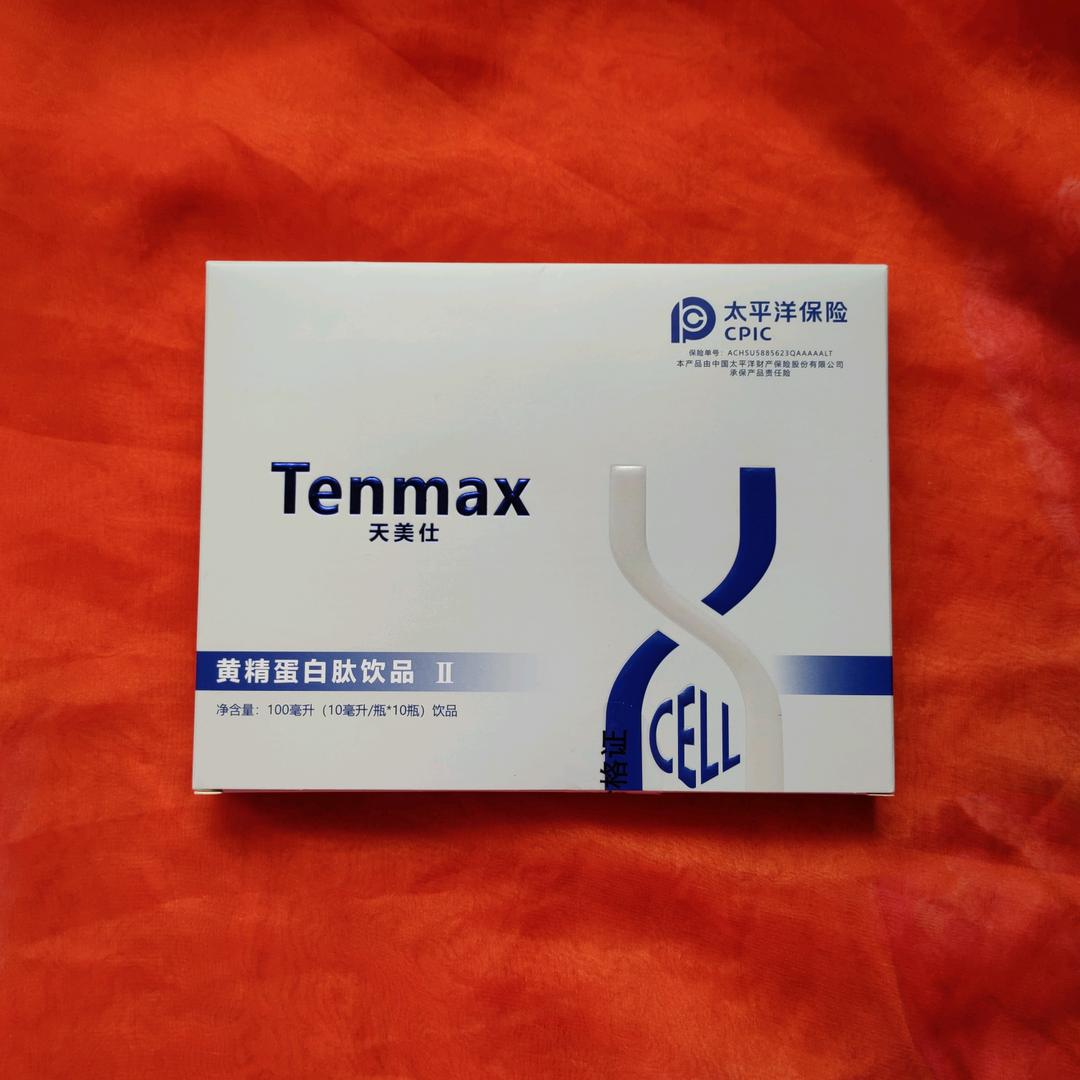 太平洋保险
CPIC
保险单号：ACHSU5885623QAAAAALT
本产品由中国太平洋财产保险股份有限公司
承保产品责任险
Tenmax
天美仕
黄精蛋白肽饮品 Ⅱ
净含量：100毫升（10毫升/瓶*10瓶）饮品
CELL
格证